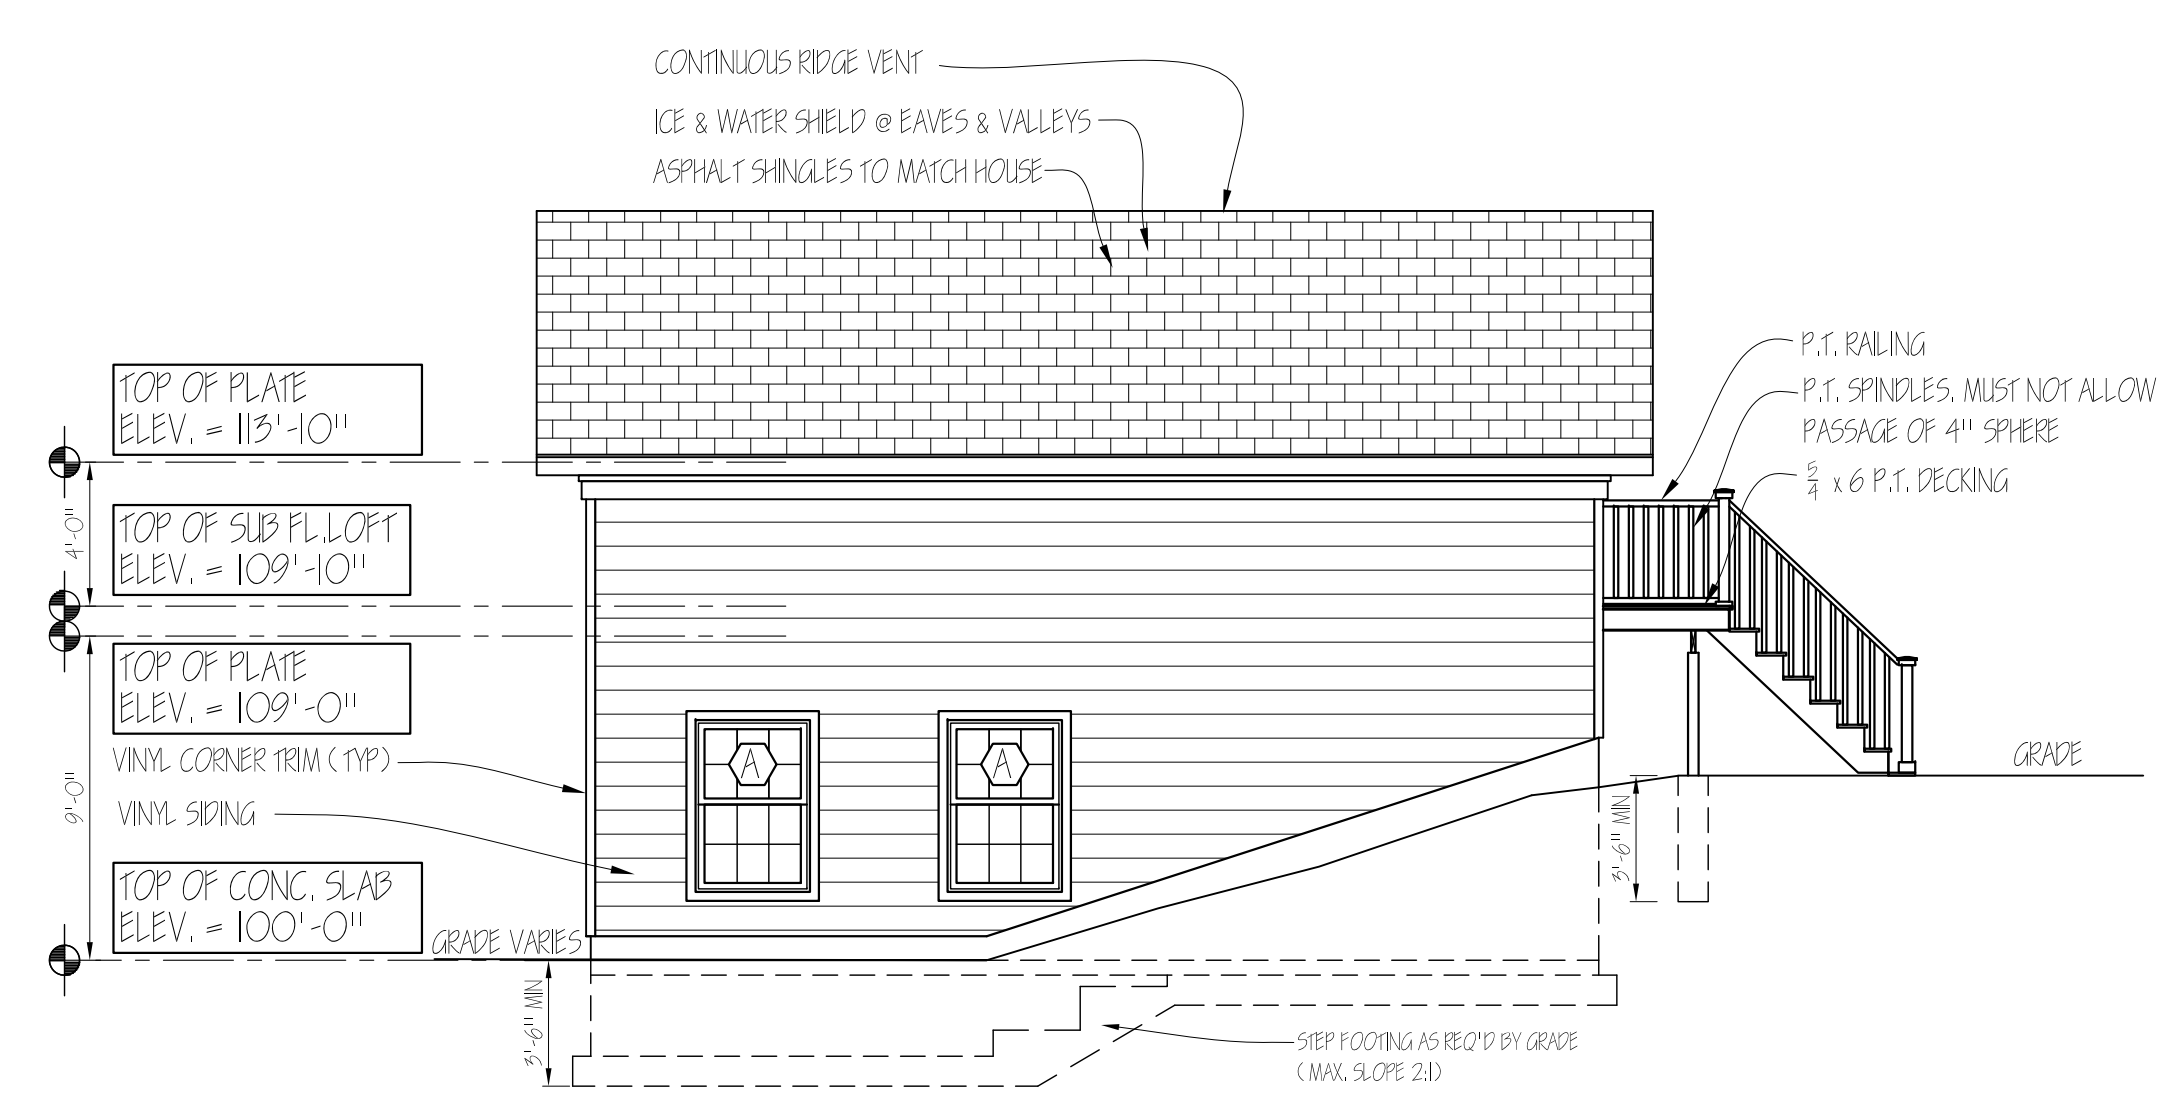 CONTINUOUS RIDGE VENT
ICE & WATER SHIELD @ EAVES & VALLEYS
ASPHALT SHINGLES TO MATCH HOUSE
P.T. RAILING
P.T. SPINDLES. MUST NOT ALLOW
PASSAGE OF 4" SPHERE
5/4 x 6 P.T. DECKING
TOP OF PLATE
ELEV. = 113'-10"
4'-0"
TOP OF SUB FL.LOFT
ELEV. = 109'-10"
TOP OF PLATE
ELEV. = 109'-0"
VINYL CORNER TRIM ( TYP)
9'-0"
VINYL SIDING
TOP OF CONC. SLAB
ELEV. = 100'-0"
A
A
GRADE
3'-6" MIN
GRADE VARIES
3'-6" MIN
STEP FOOTING AS REQ'D BY GRADE
( MAX. SLOPE 2:1)